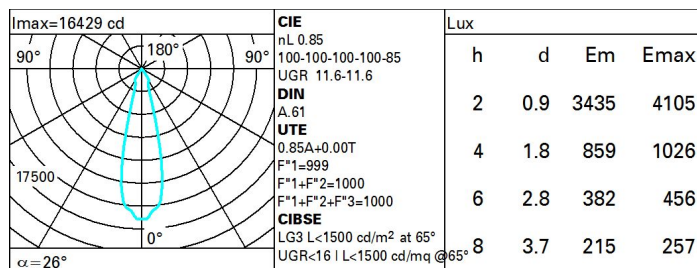 Imax=16429 cd
90°
180°
90°
17500
0°
α=26°
CIE
nL 0.85
100-100-100-100-85
UGR 11.6-11.6
DIN
A.61
UTE
0.85A+0.00T
F"1=999
F"1+F"2=1000
F"1+F"2+F"3=1000
CIBSE
LG3 L<1500 cd/m² at 65°
UGR<16 | L<1500 cd/mq @65°
Lux
h d Em Emax
2 0.9 3435 4105
4 1.8 859 1026
6 2.8 382 456
8 3.7 215 257